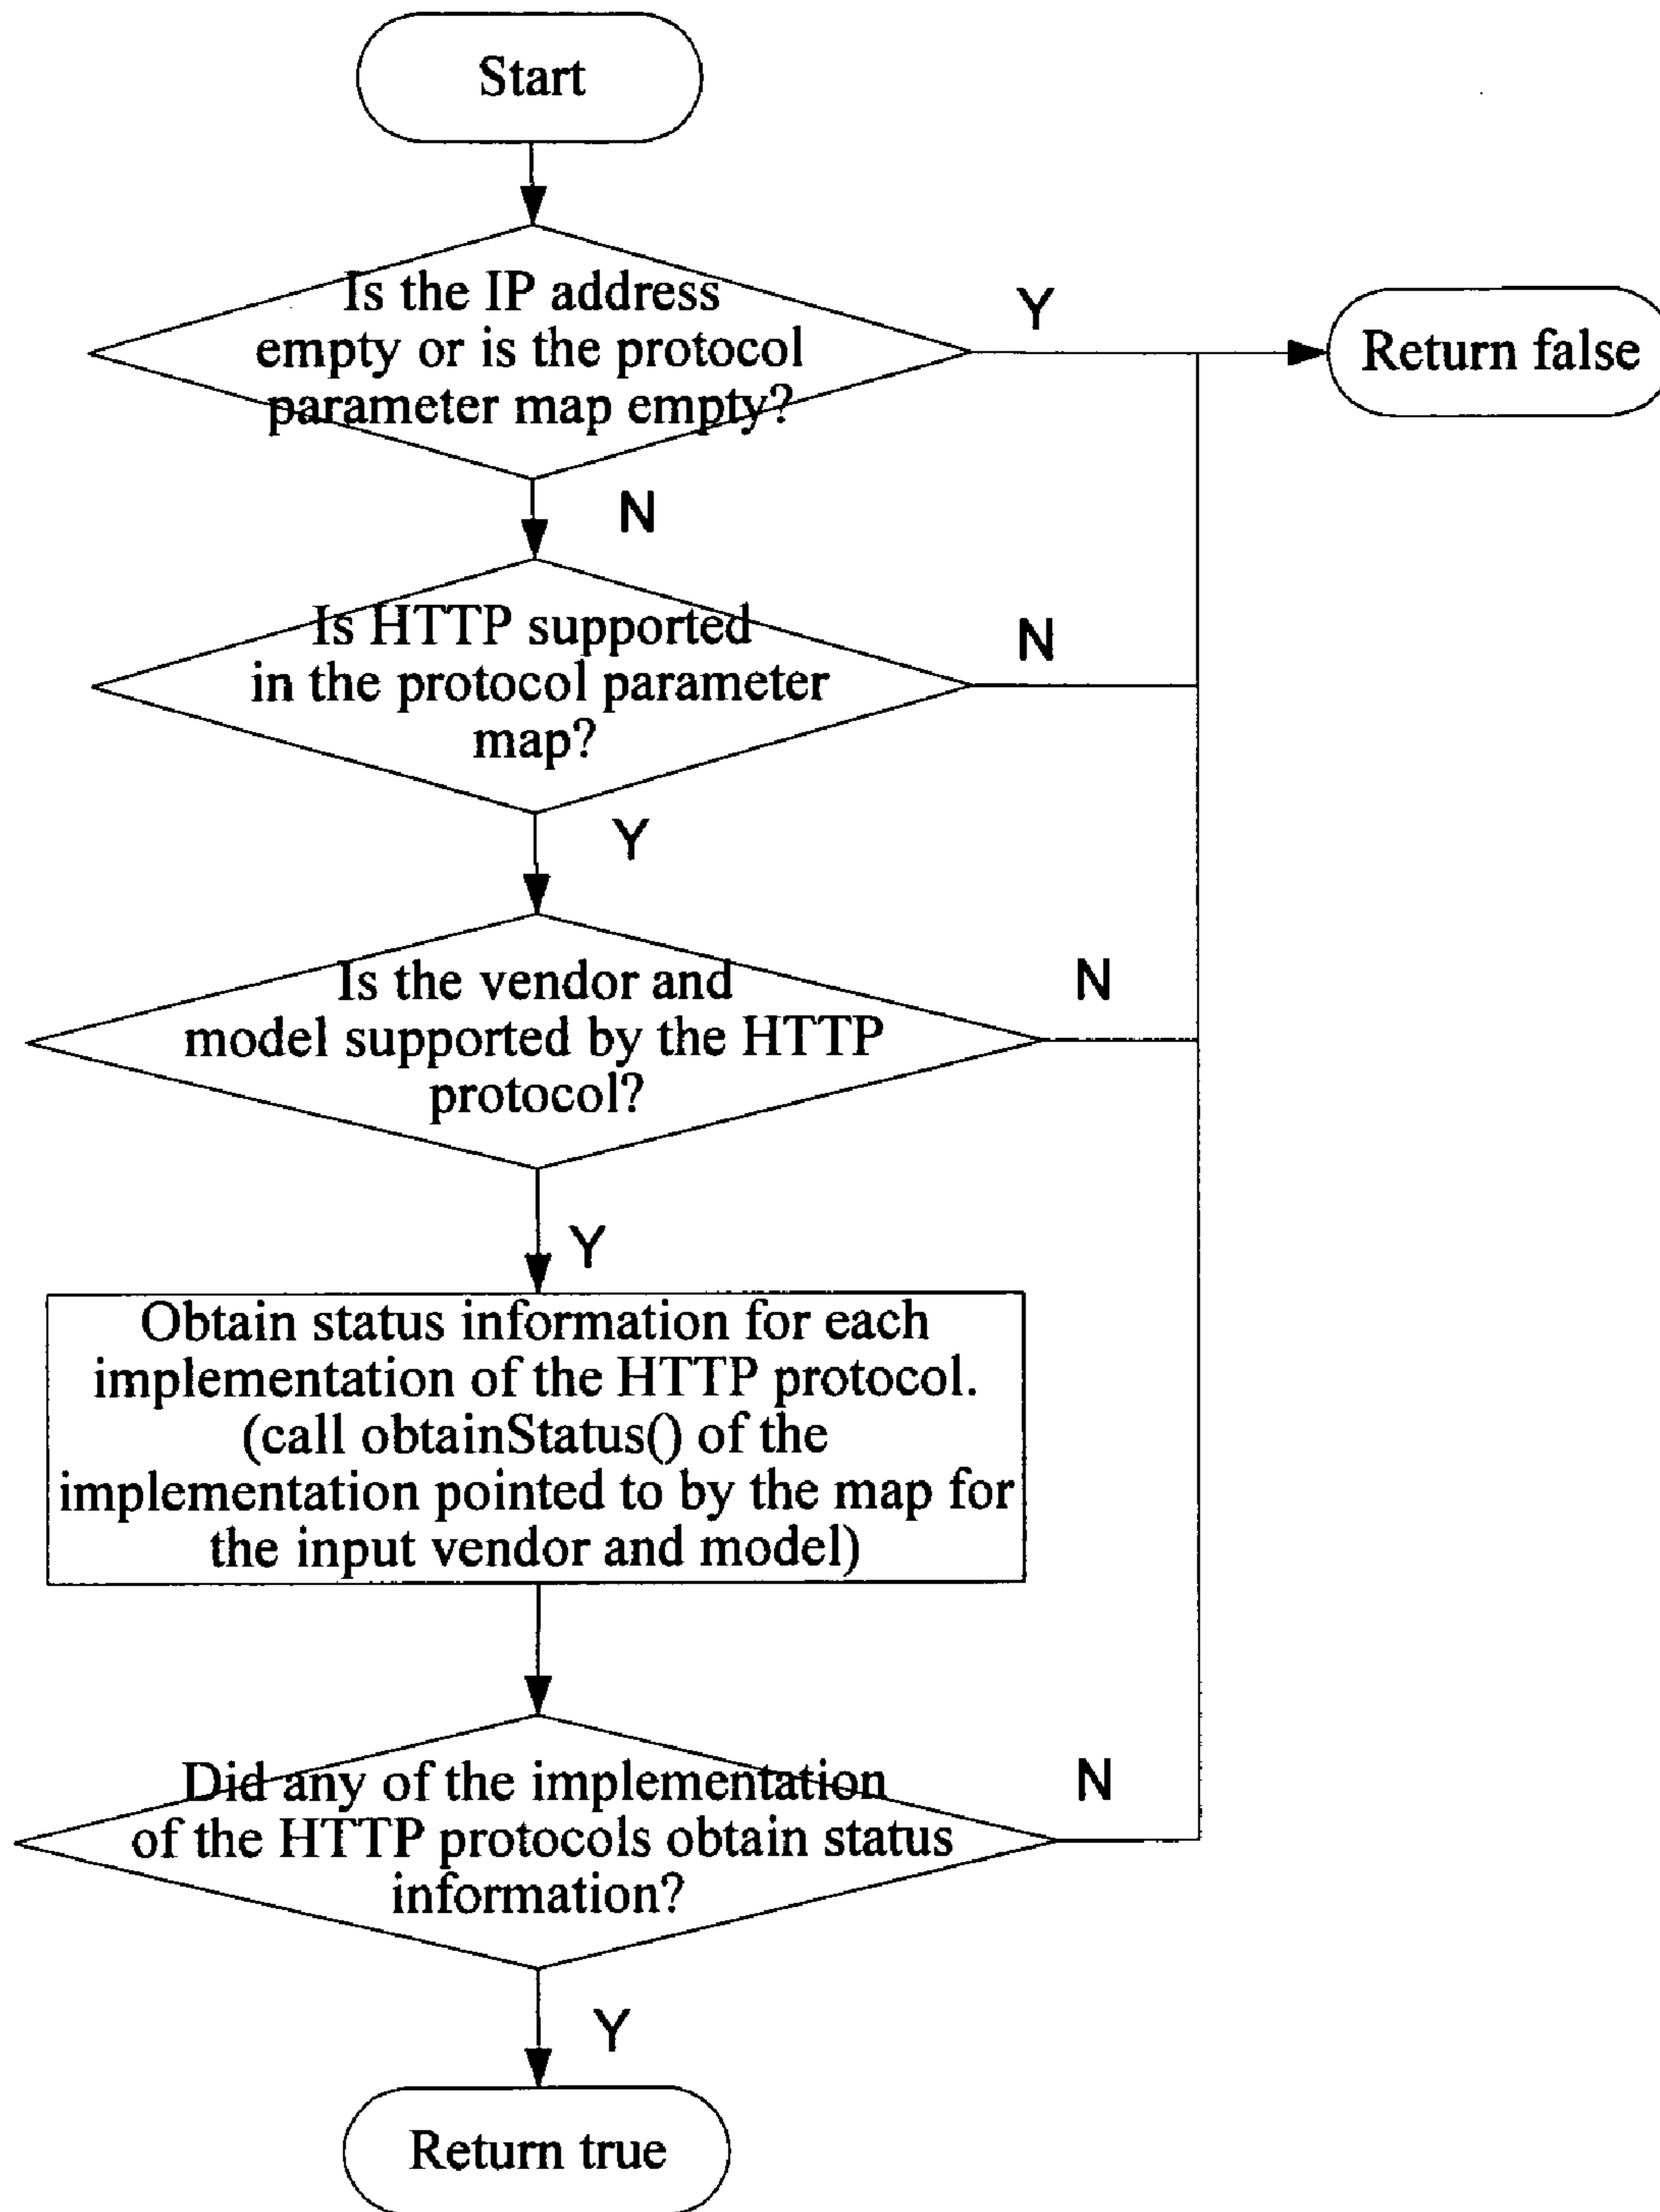 Start
Is the IP address
empty or is the protocol
parameter map empty?
Y
Return false
N
Is HTTP supported
in the protocol parameter
map?
N
Y
Is the vendor and
model supported by the HTTP
protocol?
N
Y
Obtain status information for each
implementation of the HTTP protocol.
(call obtainStatus() of the
implementation pointed to by the map for
the input vendor and model)
Did any of the implementation
of the HTTP protocols obtain status
information?
N
Y
Return true